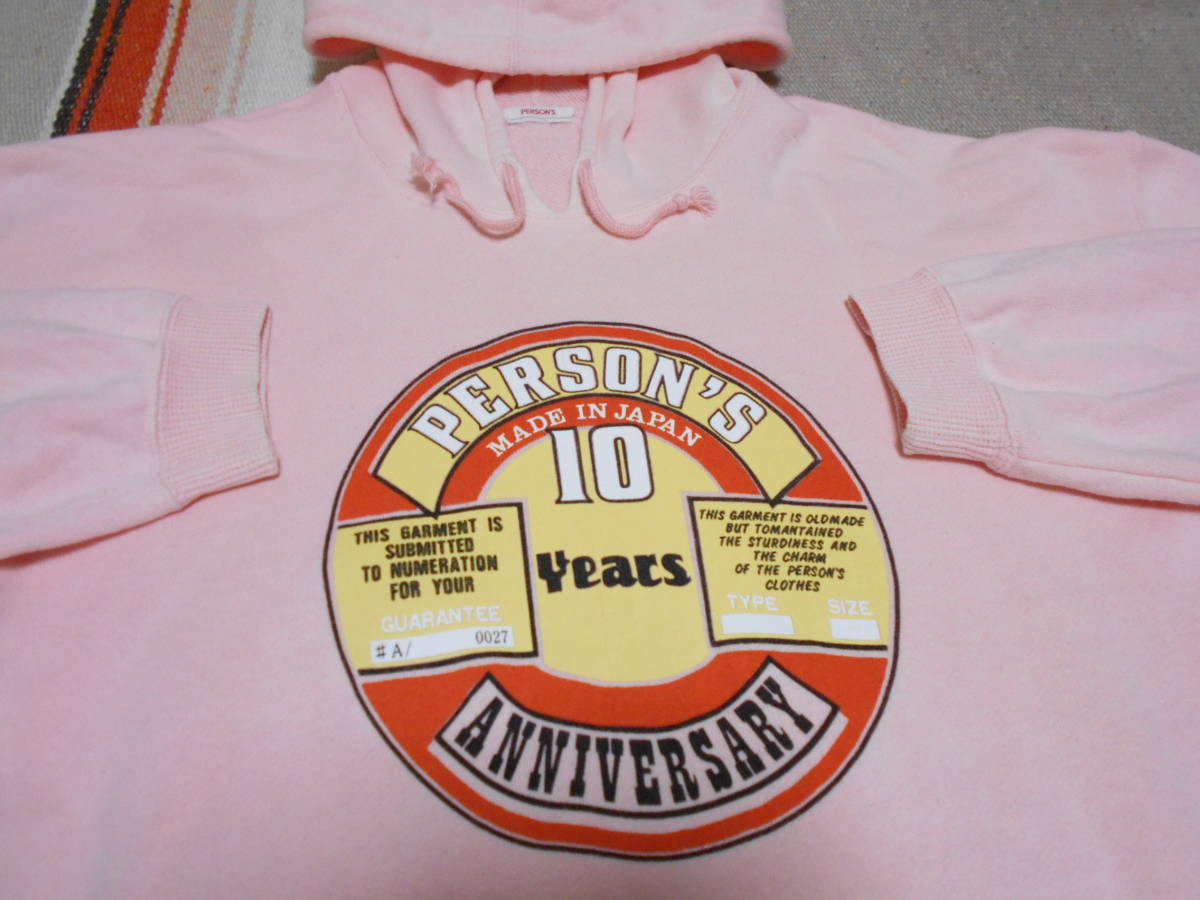 PERSON'S
PERSON'S
MADE IN JAPAN
10
Years
THIS GARMENT IS
SUBMITTED
TO NUMERATION
FOR YOUR
GUARANTEE
#A/ 0027
THIS GARMENT IS OLDMADE
BUT TOMANTAINED
THE STURDINESS AND
THE CHARM
OF THE PERSON'S
CLOTHES
TYPE SIZE
ANNIVERSARY